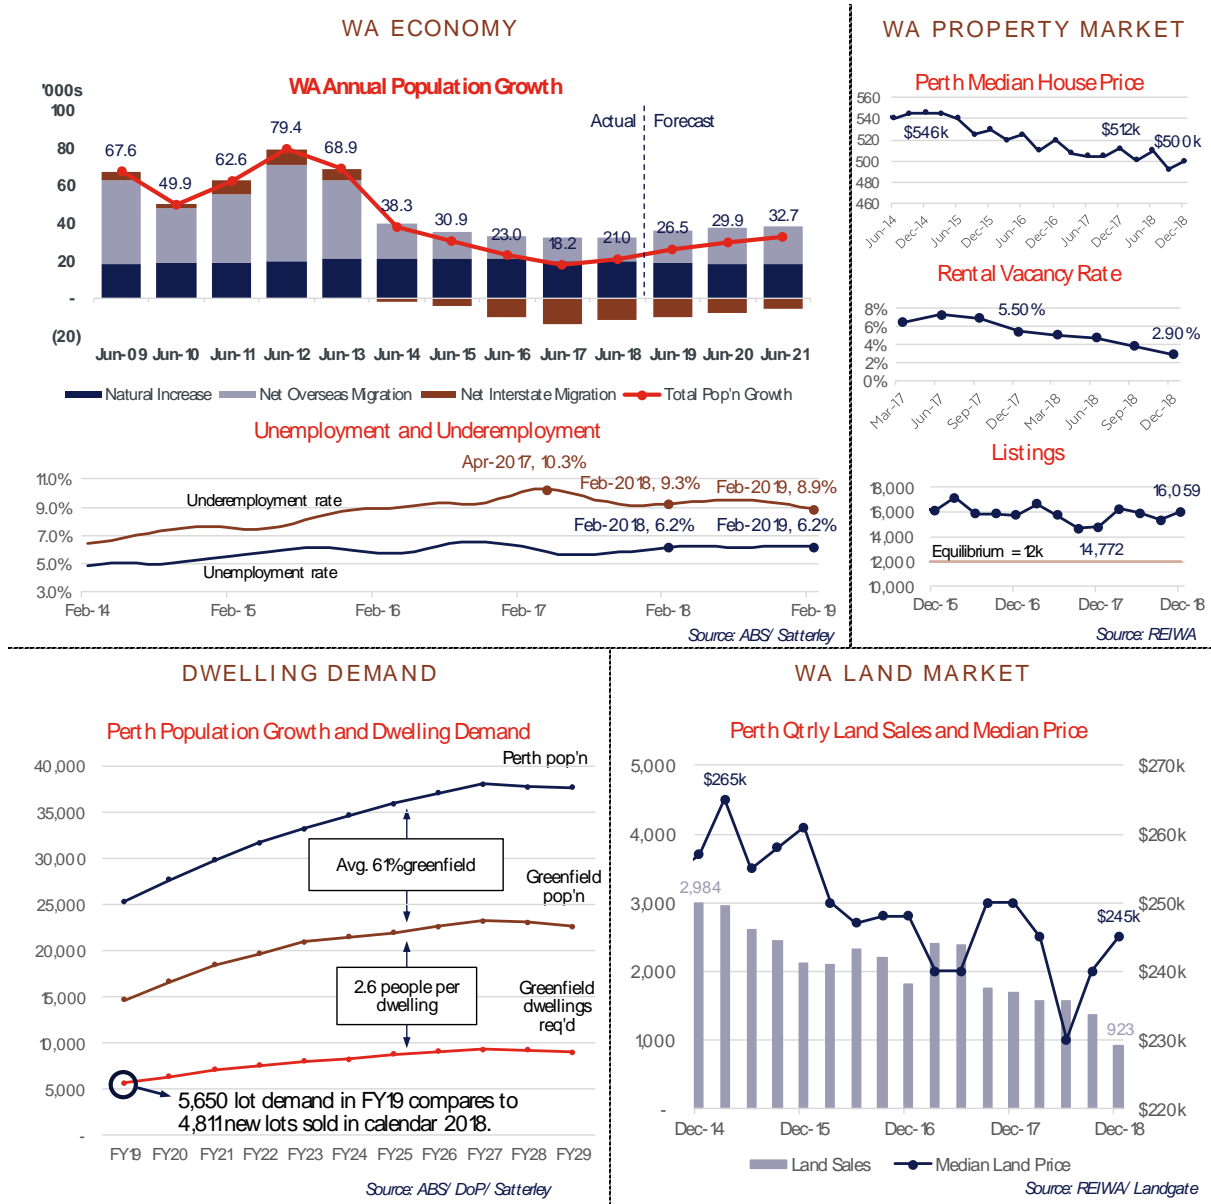 WA ECONOMY
WA Annual Population Growth
'000s
100
80
60
40
20
-
(20)
67.6
49.9
62.6
79.4
68.9
38.3
30.9
23.0
18.2
21.0
26.5
29.9
32.7
Actual
Forecast
Jun-09 Jun-10 Jun-11 Jun-12 Jun-13 Jun-14 Jun-15 Jun-16 Jun-17 Jun-18 Jun-19 Jun-20 Jun-21
Natural Increase Net Overseas Migration Net Interstate Migration Total Pop'n Growth
Unemployment and Underemployment
11.0%
9.0%
7.0%
5.0%
3.0%
Apr-2017, 10.3%
Feb-2018, 9.3%
Feb-2019, 8.9%
Underemployment rate
Feb-2018, 6.2%
Feb-2019, 6.2%
Unemployment rate
Feb-14 Feb-15 Feb-16 Feb-17 Feb-18 Feb-19
Source: ABS/ Satterley
WA PROPERTY MARKET
Perth Median House Price
560
540
520
500
480
460
$546k
$512k
$500k
Jun-14 Dec-14 Jun-15 Dec-15 Jun-16 Dec-16 Jun-17 Dec-17 Jun-18 Dec-18
Rental Vacancy Rate
8%
6%
4%
2%
0%
5.50%
2.90%
Mar-17 Jun-17 Sep-17 Dec-17 Mar-18 Jun-18 Sep-18 Dec-18
Listings
18,000
16,000
14,000
12,000
10,000
16,059
14,772
Equilibrium = 12k
Dec-15 Dec-16 Dec-17 Dec-18
Source: REIWA
DWELLING DEMAND
Perth Population Growth and Dwelling Demand
40,000
35,000
30,000
25,000
20,000
15,000
10,000
5,000
-
Perth pop'n
Avg. 61% greenfield
Greenfield
pop'n
2.6 people per
dwelling
Greenfield
dwellings
req'd
5,650 lot demand in FY19 compares to
4,811 new lots sold in calendar 2018.
FY19 FY20 FY21 FY22 FY23 FY24 FY25 FY26 FY27 FY28 FY29
Source: ABS/ DoP/ Satterley
WA LAND MARKET
Perth Qtrly Land Sales and Median Price
5,000
4,000
3,000
2,000
1,000
-
$270k
$260k
$250k
$240k
$230k
$220k
$265k
2,984
$245k
923
Dec-14 Dec-15 Dec-16 Dec-17 Dec-18
Land Sales Median Land Price
Source: REIWA/ Landgate